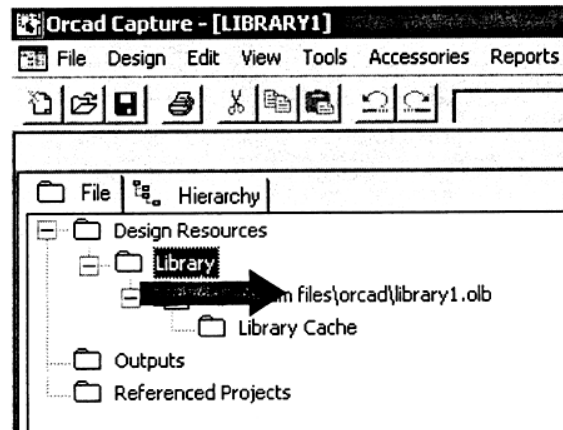 Orcad Capture - [LIBRARY1]
File Design Edit View Tools Accessories Reports
File Hierarchy
Design Resources
Library
files\orcad\library1.olb
Library Cache
Outputs
Referenced Projects